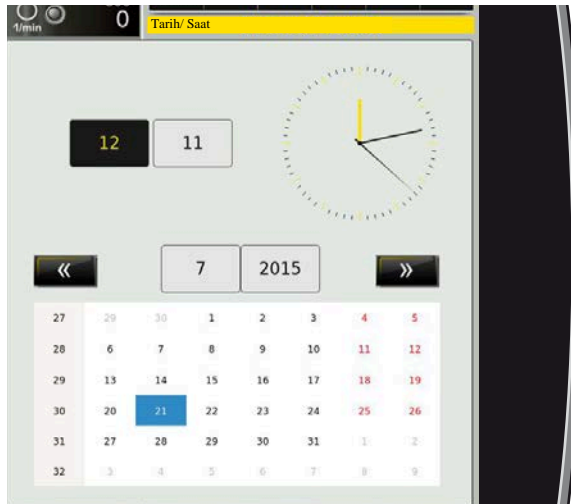 1/min
0
Tarih/ Saat
12 11
« 7 2015 »
27 29 30 1 2 3 4 5
28 6 7 8 9 10 11 12
29 13 14 15 16 17 18 19
30 20 21 22 23 24 25 26
31 27 28 29 30 31 1 2
32 3 4 5 6 7 8 9